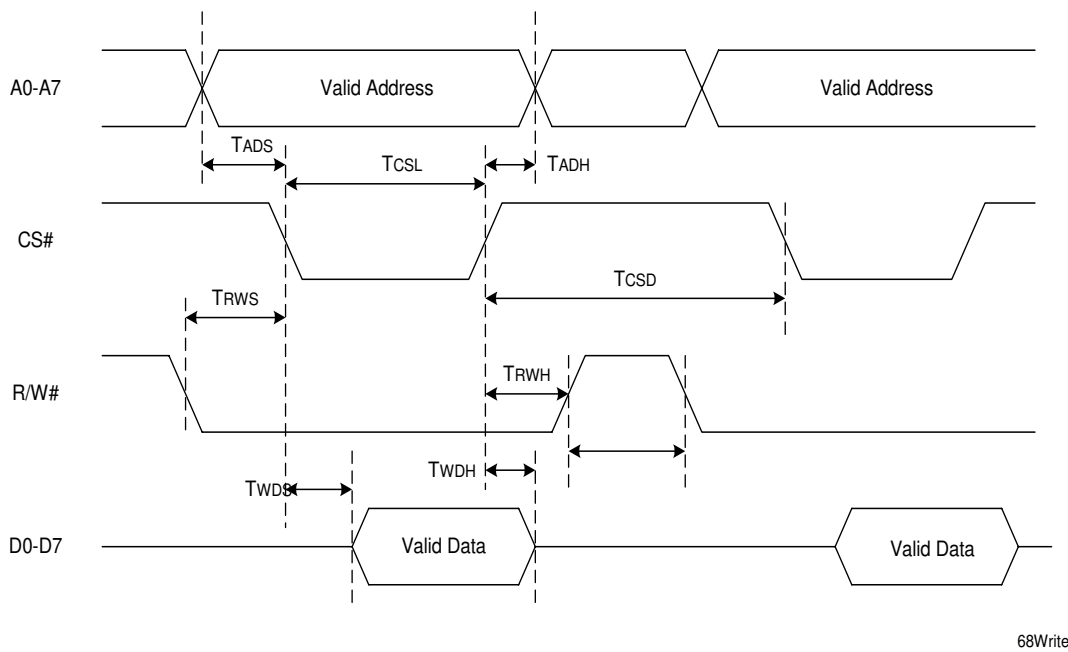 A0-A7
Valid Address
Valid Address
TADS
TCSL
TADH
CS#
TCSD
TRWS
TRWH
R/W#
TWDH
TWDS
D0-D7
Valid Data
Valid Data
68Write